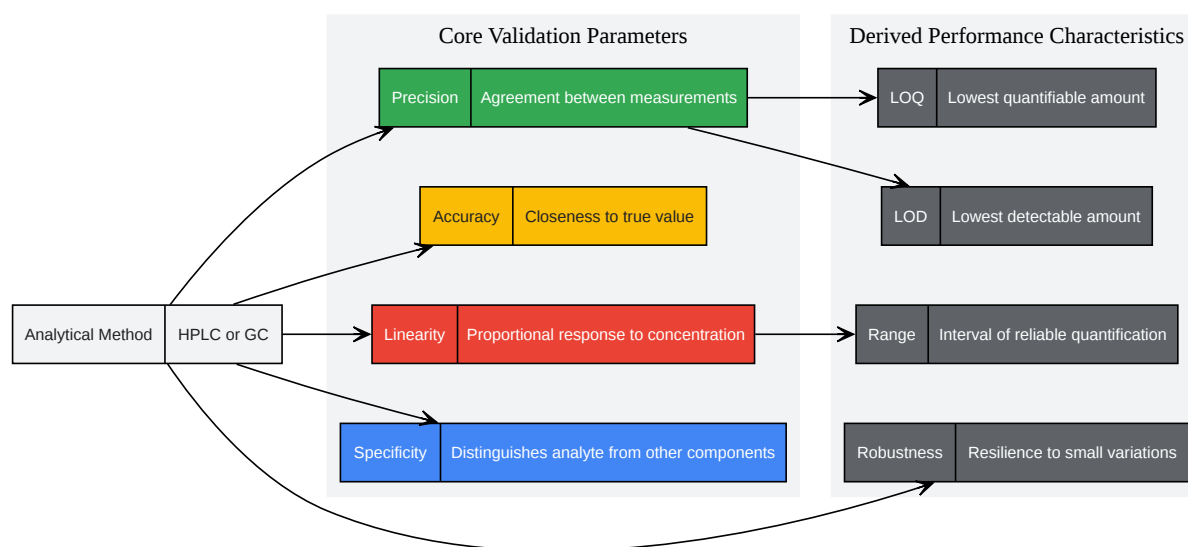 Core Validation Parameters
Derived Performance Characteristics
Precision
Agreement between measurements
LOQ
Lowest quantifiable amount
Accuracy
Closeness to true value
LOD
Lowest detectable amount
Analytical Method
HPLC or GC
Linearity
Proportional response to concentration
Range
Interval of reliable quantification
Specificity
Distinguishes analyte from other components
Robustness
Resilience to small variations